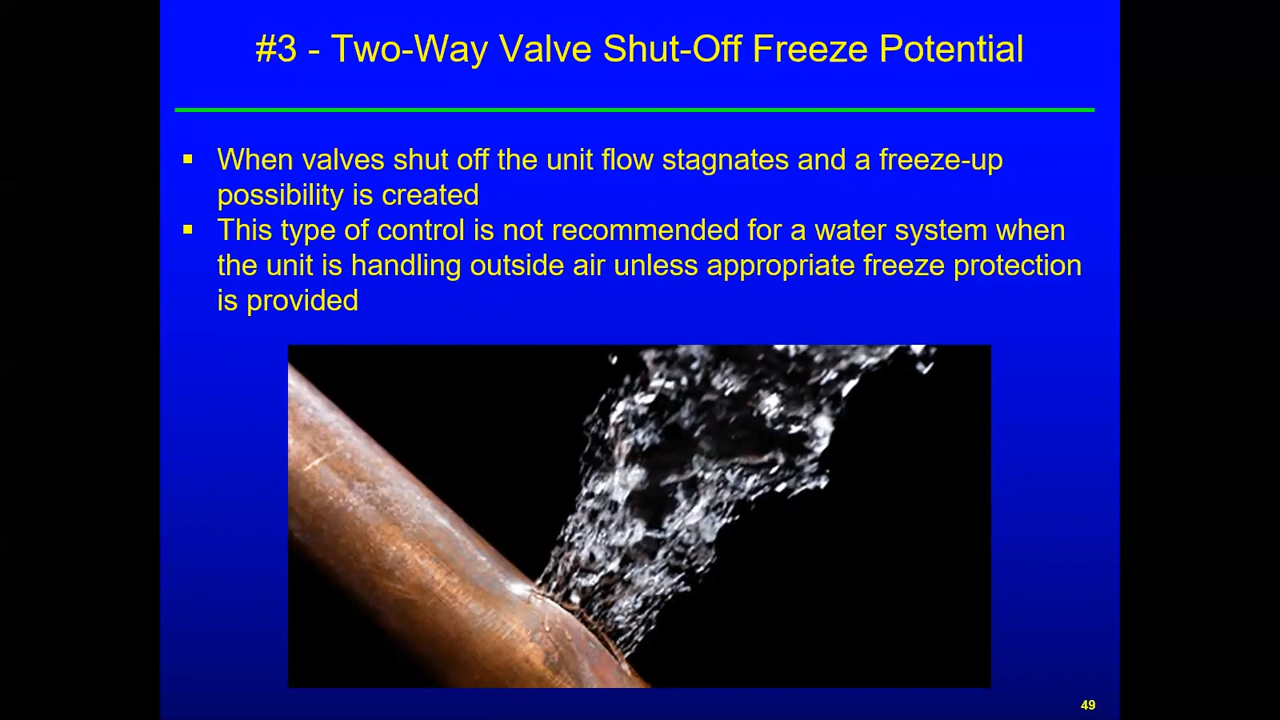 #3 - Two-Way Valve Shut-Off Freeze Potential
▪ When valves shut off the unit flow stagnates and a freeze-up
possibility is created
▪ This type of control is not recommended for a water system when
the unit is handling outside air unless appropriate freeze protection
is provided
49